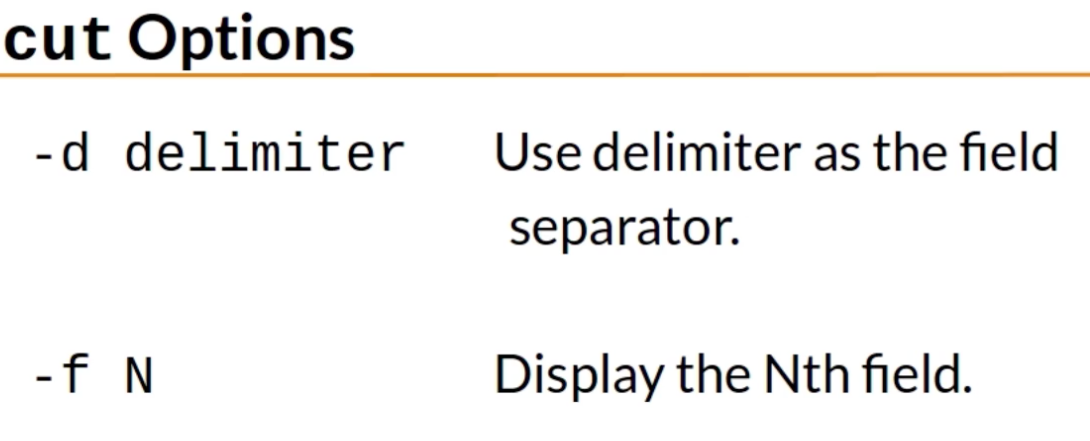 cut Options
-d delimiter Use delimiter as the field
separator.
-f N Display the Nth field.